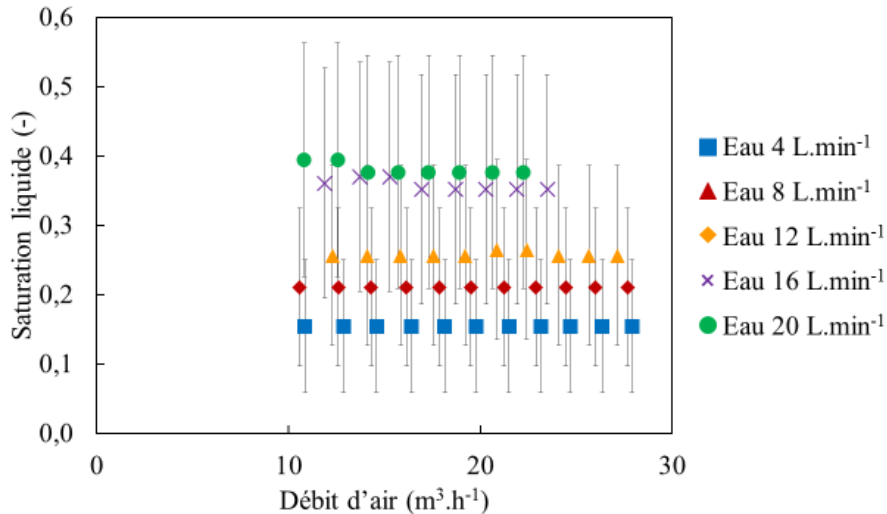 0,6
0,5
0,4
0,3
0,2
0,1
0,0
Saturation liquide (-)
0
10
20
30
Débit d'air (m³.h⁻¹)
Eau 4 L.min⁻¹
Eau 8 L.min⁻¹
Eau 12 L.min⁻¹
Eau 16 L.min⁻¹
Eau 20 L.min⁻¹